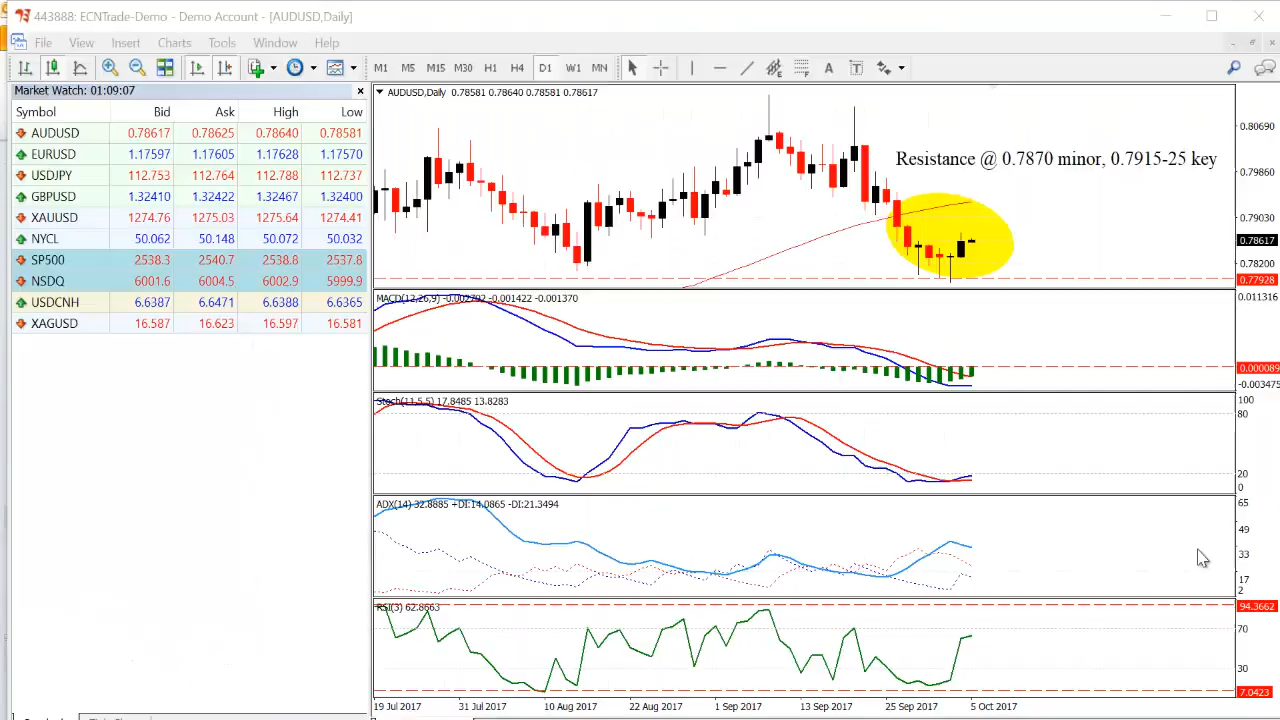 443888: ECNTrade-Demo - Demo Account - [AUDUSD,Daily]
File View Insert Charts Tools Window Help
M1 M5 M15 M30 H1 H4 D1 W1 MN
Market Watch: 01:09:07
Symbol Bid Ask High Low
AUDUSD 0.78617 0.78625 0.78640 0.78581
EURUSD 1.17597 1.17605 1.17628 1.17570
USDJPY 112.753 112.764 112.788 112.737
GBPUSD 1.32410 1.32422 1.32467 1.32400
XAUUSD 1274.76 1275.03 1275.64 1274.41
NYCL 50.062 50.148 50.072 50.032
SP500 2538.3 2540.7 2538.8 2537.8
NSDQ 6001.6 6004.5 6002.9 5999.9
USDCNH 6.6387 6.6471 6.6388 6.6365
XAGUSD 16.587 16.623 16.597 16.581
AUDUSD,Daily 0.78581 0.78640 0.78581 0.78617
Resistance @ 0.7870 minor, 0.7915-25 key
0.80690
0.79860
0.79030
0.78617
0.78200
0.77928
MACD(12,26,9) -0.002792 -0.001422 -0.001370
0.011316
0.000089
-0.003475
Stoch(11,5,5) 17.8485 13.8283
100
80
20
0
ADX(14) 32.8885 +DI:14.0865 -DI:21.3494
65
49
33
17
2
RSI(3) 62.8663
94.3662
70
30
7.0423
19 Jul 2017 31 Jul 2017 10 Aug 2017 22 Aug 2017 1 Sep 2017 13 Sep 2017 25 Sep 2017 5 Oct 2017